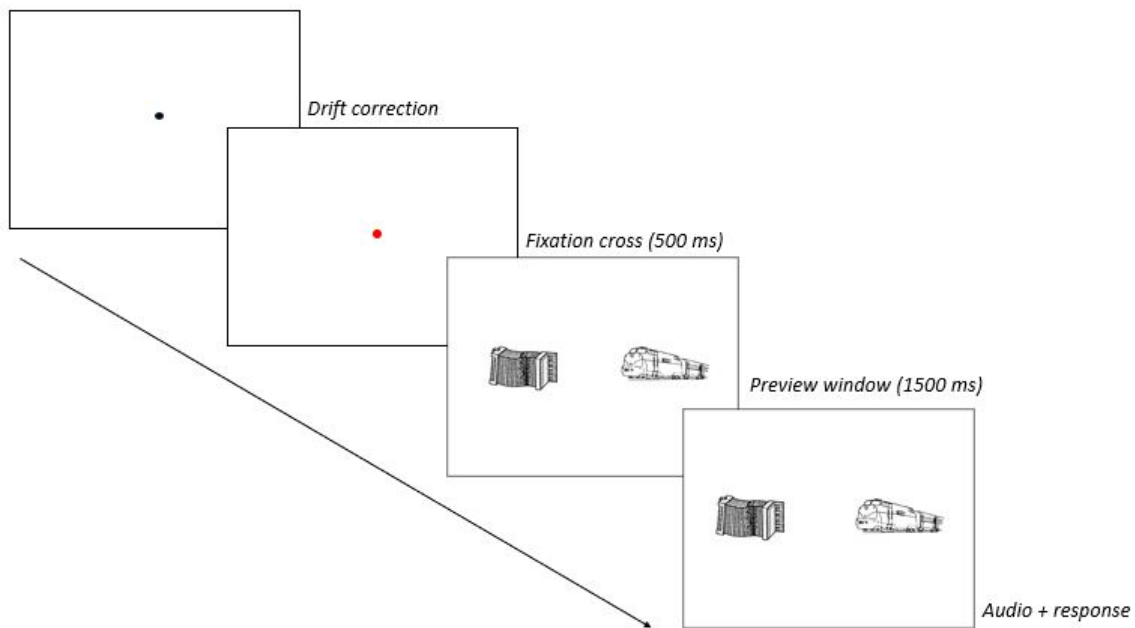 Drift correction
Fixation cross (500 ms)
Preview window (1500 ms)
Audio + response